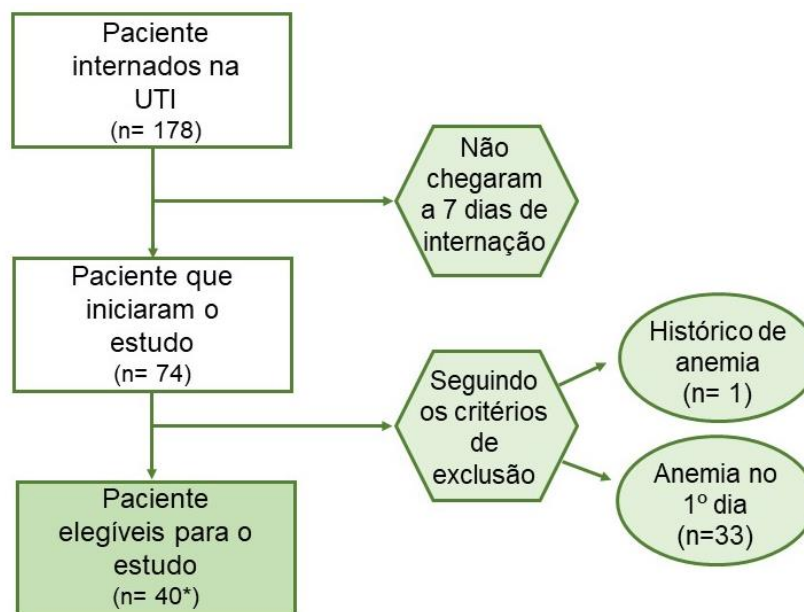 Paciente
internados na
UTI
(n= 178)
Não
chegaram
a 7 dias de
internação
Paciente que
iniciaram o
estudo
(n= 74)
Seguindo
os critérios
de
exclusão
Histórico de
anemia
(n= 1)
Anemia no
1º dia
(n=33)
Paciente
elegíveis para o
estudo
(n= 40*)